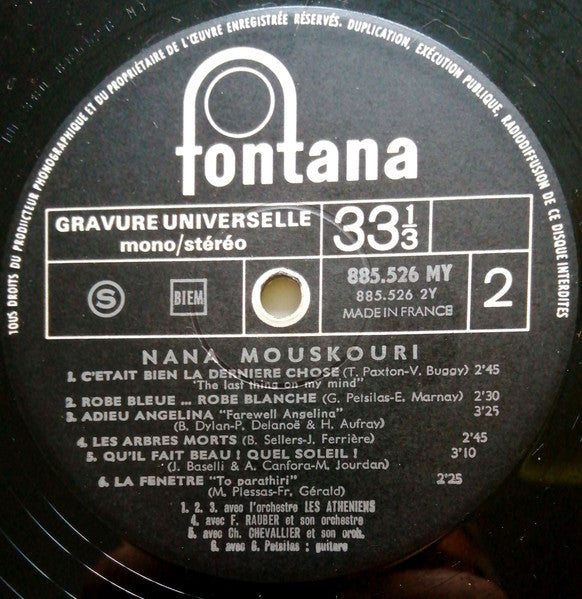 TOUS DROITS DU PRODUCTEUR PHONOGRAPHIQUE ET DU PROPRIÉTAIRE DE L'ŒUVRE ENREGISTRÉE RÉSERVÉS. DUPLICATION, EXÉCUTION PUBLIQUE, RADIODIFFUSION DE CE DISQUE INTERDITES
fontana
GRAVURE UNIVERSELLE
mono/stéréo
33 1/3
S
BIEM
885.526 MY
885.526 2Y
MADE IN FRANCE
2
NANA MOUSKOURI
1. C'ETAIT BIEN LA DERNIERE CHOSE (T. Paxton-V. Buggy) 2'45
"The last thing on my mind"
2. ROBE BLEUE ... ROBE BLANCHE (G. Petsilas-E. Marnay) 2'30
3. ADIEU ANGELINA "Farewell Angelina" 3'25
(B. Dylan-P. Delanoë & H. Aufray)
4. LES ARBRES MORTS (B. Sellers-J. Ferrière) 2'45
5. QU'IL FAIT BEAU ! QUEL SOLEIL ! 3'10
(J. Baselli & A. Canfora-M. Jourdan)
6. LA FENETRE "To parathiri" 2'25
(M. Plessas-Fr. Gérald)
1. 2. 3. avec l'orchestre LES ATHENIENS
4. avec F. RAUBER et son orchestre
5. avec Ch. CHEVALLIER et son orch.
6. avec G. Petsilas : guitare